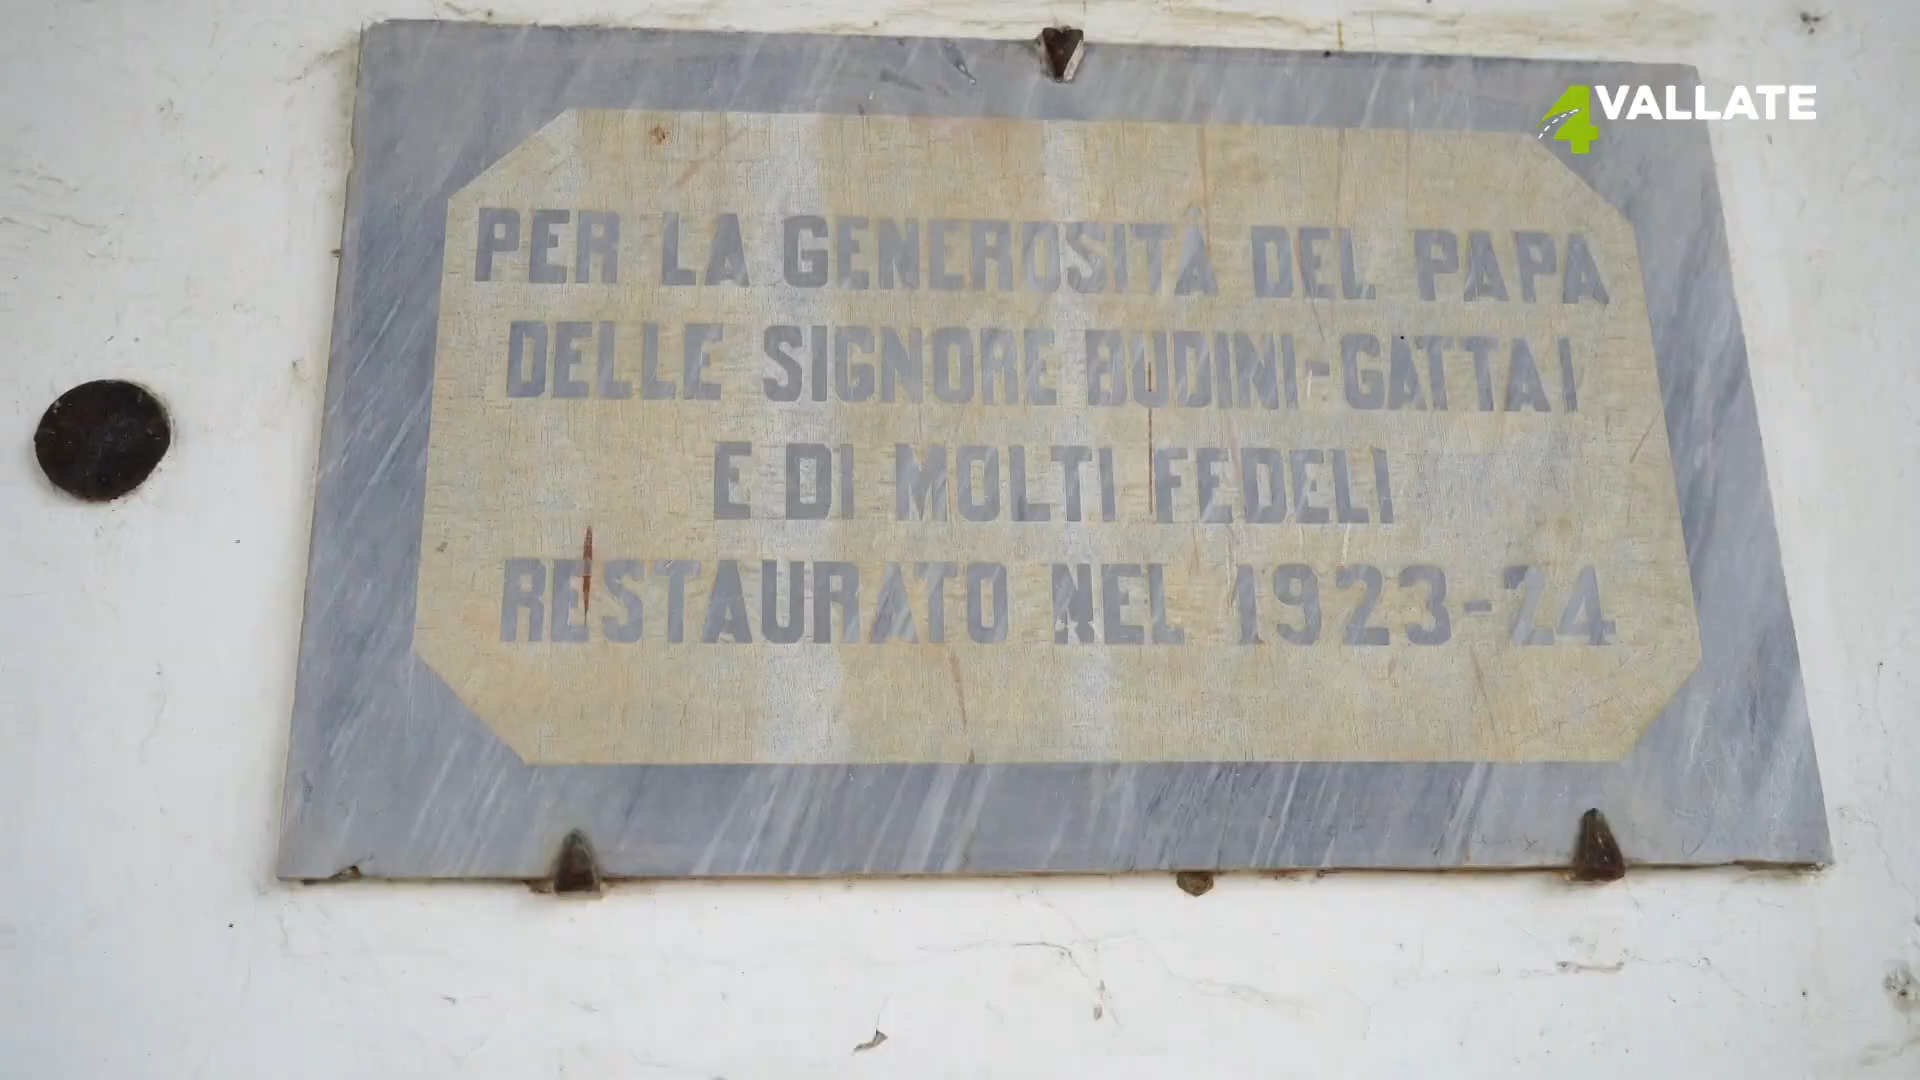 4VALLATE
PER LA GENEROSITÀ DEL PAPA
DELLE SIGNORE BUDINI-GATTAI
E DI MOLTI FEDELI
RESTAURATO NEL 1923-24